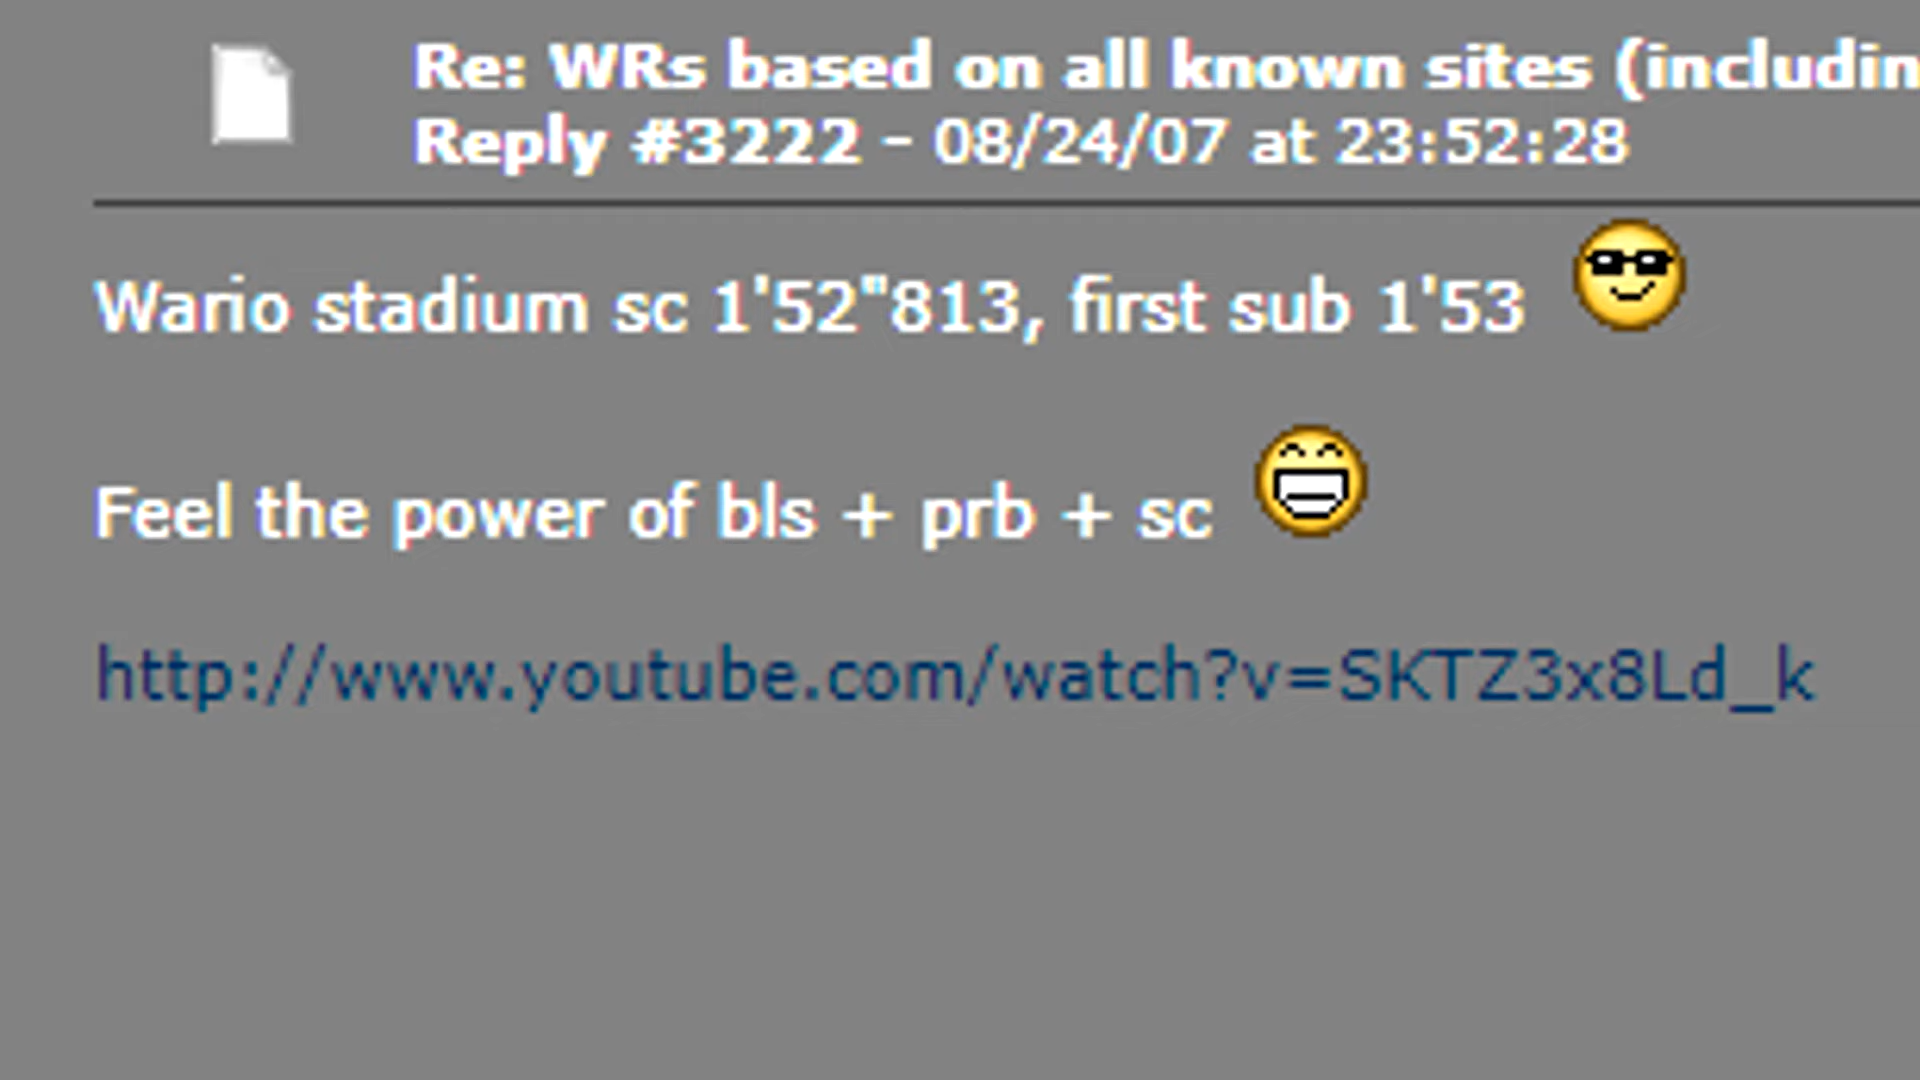 Re: WRs based on all known sites (includin
Reply #3222 - 08/24/07 at 23:52:28
Wario stadium sc 1'52"813, first sub 1'53
Feel the power of bls + prb + sc
http://www.youtube.com/watch?v=SKTZ3x8Ld_k